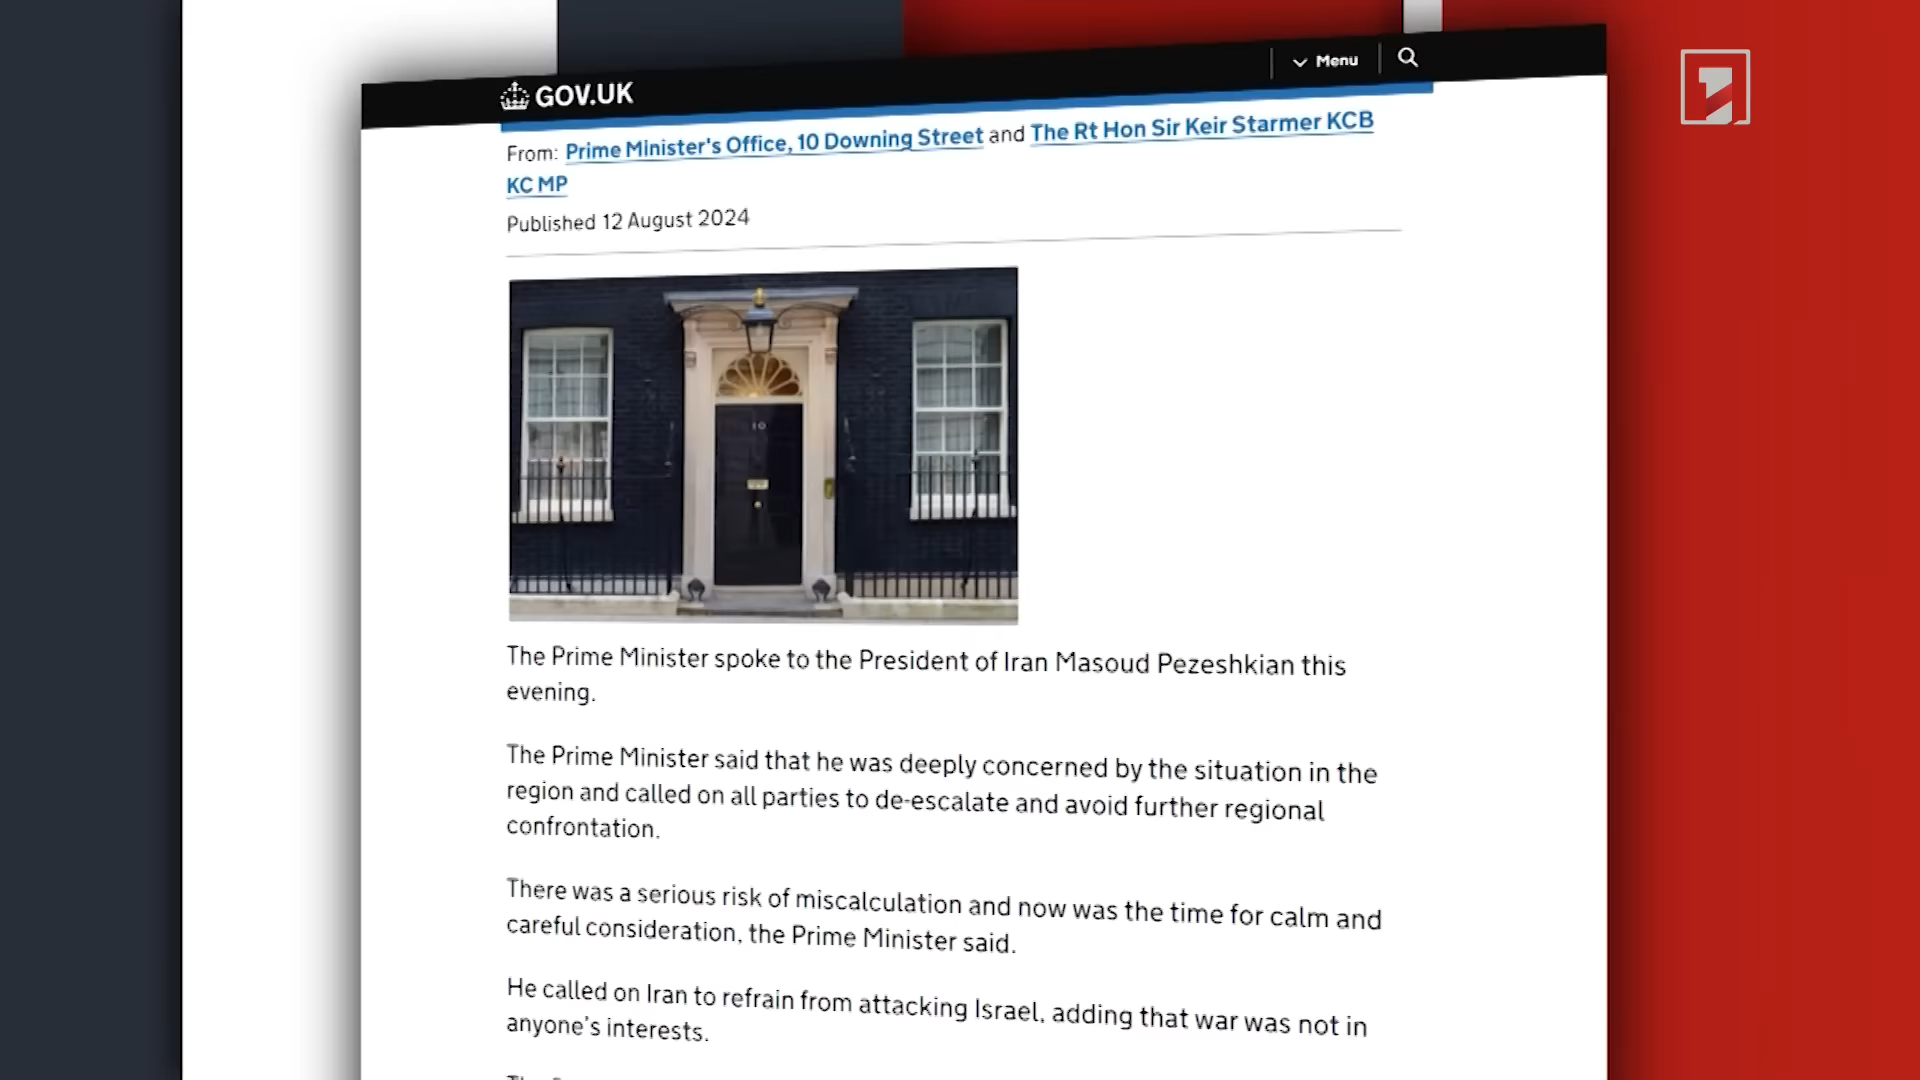 GOV.UK
Menu
From: Prime Minister's Office, 10 Downing Street and The Rt Hon Sir Keir Starmer KCB
KC MP
Published 12 August 2024
10
The Prime Minister spoke to the President of Iran Masoud Pezeshkian this
evening.
The Prime Minister said that he was deeply concerned by the situation in the
region and called on all parties to de-escalate and avoid further regional
confrontation.
There was a serious risk of miscalculation and now was the time for calm and
careful consideration, the Prime Minister said.
He called on Iran to refrain from attacking Israel, adding that war was not in
anyone's interests.